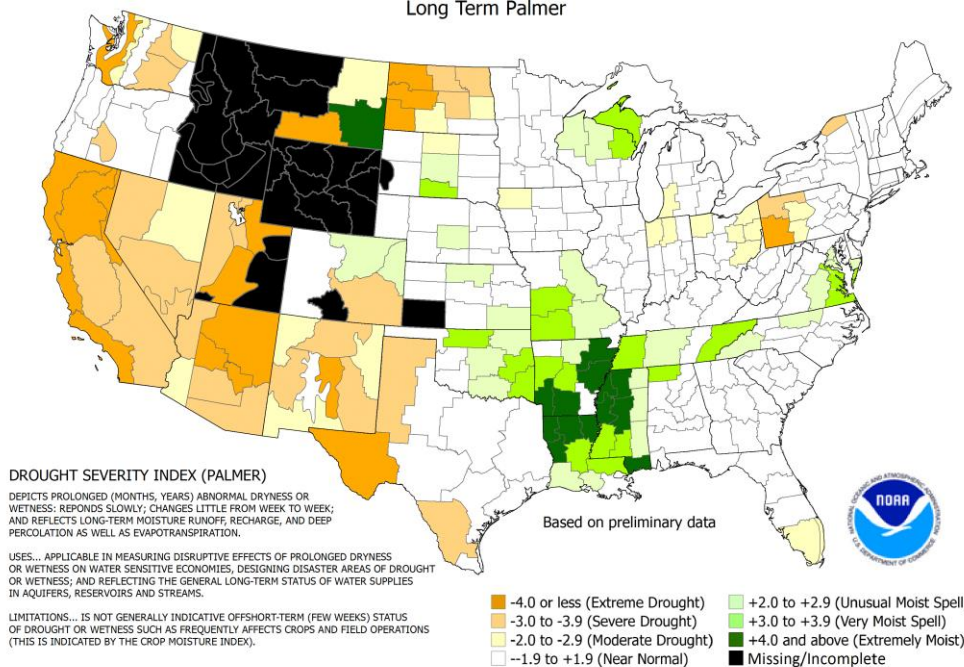 Long Term Palmer
DROUGHT SEVERITY INDEX (PALMER)
DEPICTS PROLONGED (MONTHS, YEARS) ABNORMAL DRYNESS OR
WETNESS: REPONDS SLOWLY; CHANGES LITTLE FROM WEEK TO WEEK;
AND REFLECTS LONG-TERM MOISTURE RUNOFF, RECHARGE, AND DEEP
PERCOLATION AS WELL AS EVAPOTRANSPIRATION.
USES... APPLICABLE IN MEASURING DISRUPTIVE EFFECTS OF PROLONGED DRYNESS
OR WETNESS ON WATER SENSITIVE ECONOMIES, DESIGNING DISASTER AREAS OF DROUGHT
OR WETNESS; AND REFLECTING THE GENERAL LONG-TERM STATUS OF WATER SUPPLIES
IN AQUIFERS, RESERVOIRS AND STREAMS.
LIMITATIONS... IS NOT GENERALLY INDICATIVE OFFSHORT-TERM (FEW WEEKS) STATUS
OF DROUGHT OR WETNESS SUCH AS FREQUENTLY AFFECTS CROPS AND FIELD OPERATIONS
(THIS IS INDICATED BY THE CROP MOISTURE INDEX).
Based on preliminary data
NATIONAL OCEANIC AND ATMOSPHERIC ADMINISTRATION
NOAA
U.S. DEPARTMENT OF COMMERCE
-4.0 or less (Extreme Drought)
-3.0 to -3.9 (Severe Drought)
-2.0 to -2.9 (Moderate Drought)
--1.9 to +1.9 (Near Normal)
+2.0 to +2.9 (Unusual Moist Spell
+3.0 to +3.9 (Very Moist Spell)
+4.0 and above (Extremely Moist)
Missing/Incomplete